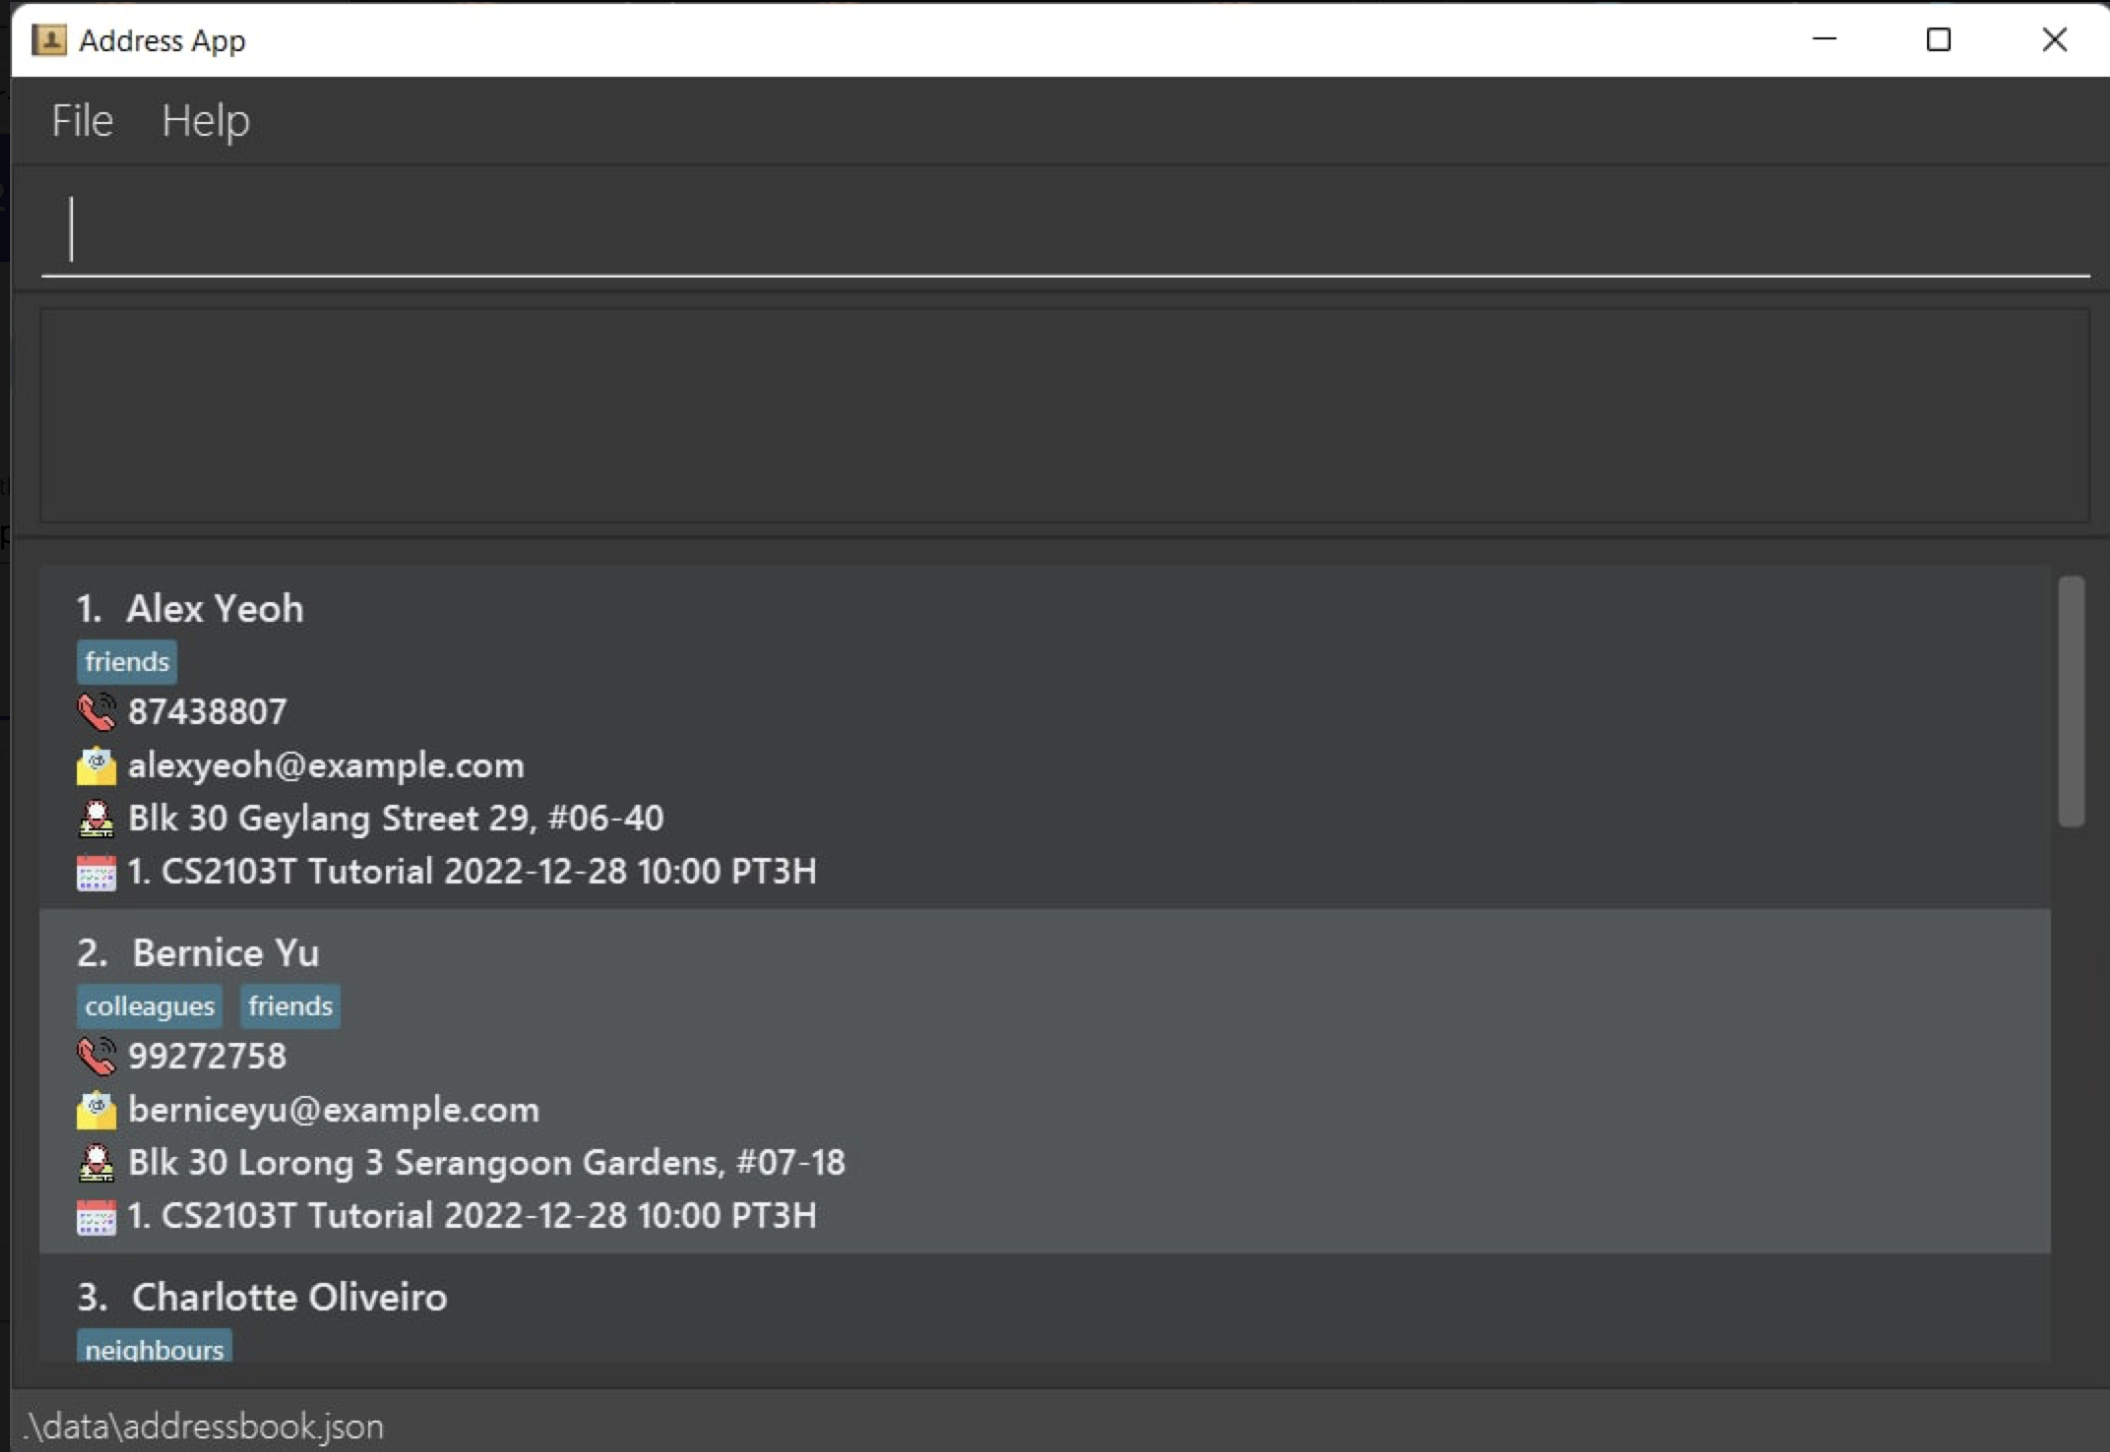 Address App
File Help
1. Alex Yeoh
friends
87438807
alexyeoh@example.com
Blk 30 Geylang Street 29, #06-40
1. CS2103T Tutorial 2022-12-28 10:00 PT3H
2. Bernice Yu
colleagues friends
99272758
berniceyu@example.com
Blk 30 Lorong 3 Serangoon Gardens, #07-18
1. CS2103T Tutorial 2022-12-28 10:00 PT3H
3. Charlotte Oliveiro
neighbours
.\data\addressbook.json